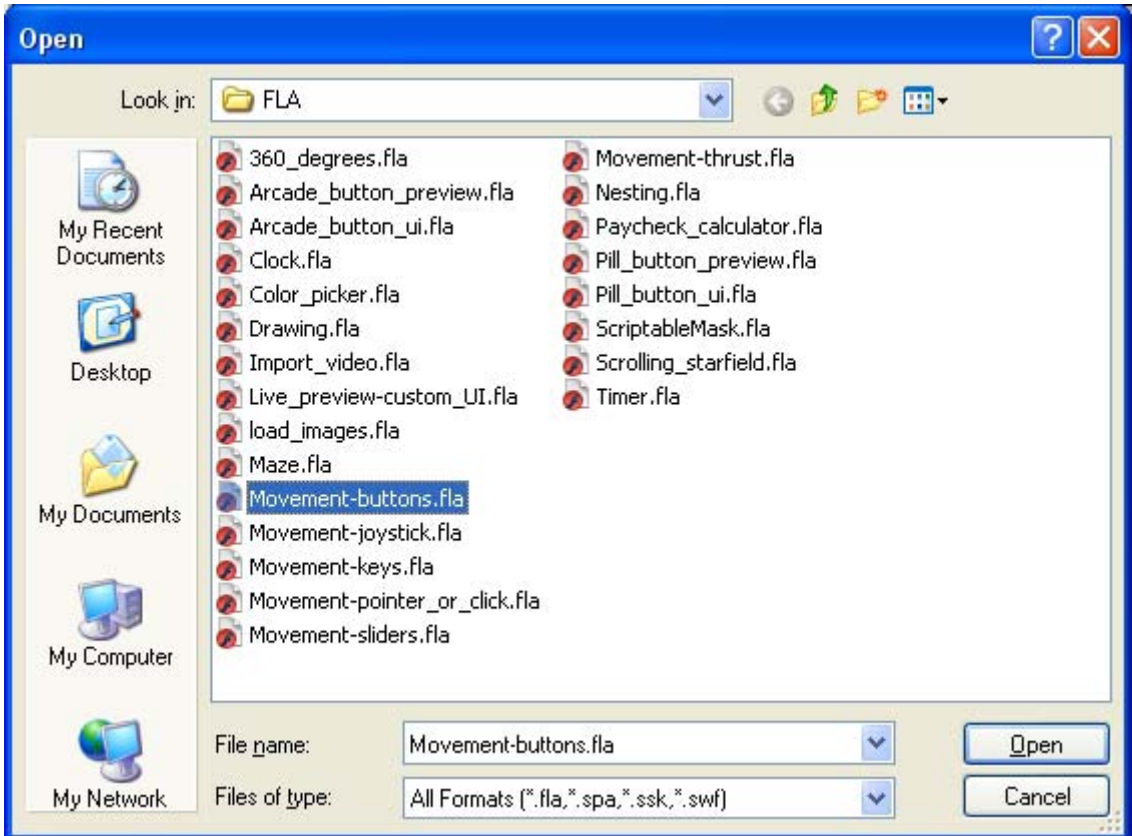 Open
Look in: FLA
My Recent
Documents
Desktop
My Documents
My Computer
My Network
360_degrees.fla
Arcade_button_preview.fla
Arcade_button_ui.fla
Clock.fla
Color_picker.fla
Drawing.fla
Import_video.fla
Live_preview-custom_UI.fla
load_images.fla
Maze.fla
Movement-buttons.fla
Movement-joystick.fla
Movement-keys.fla
Movement-pointer_or_click.fla
Movement-sliders.fla
Movement-thrust.fla
Nesting.fla
Paycheck_calculator.fla
Pill_button_preview.fla
Pill_button_ui.fla
ScriptableMask.fla
Scrolling_starfield.fla
Timer.fla
File name: Movement-buttons.fla Open
Files of type: All Formats (*.fla,*.spa,*.ssk,*.swf) Cancel